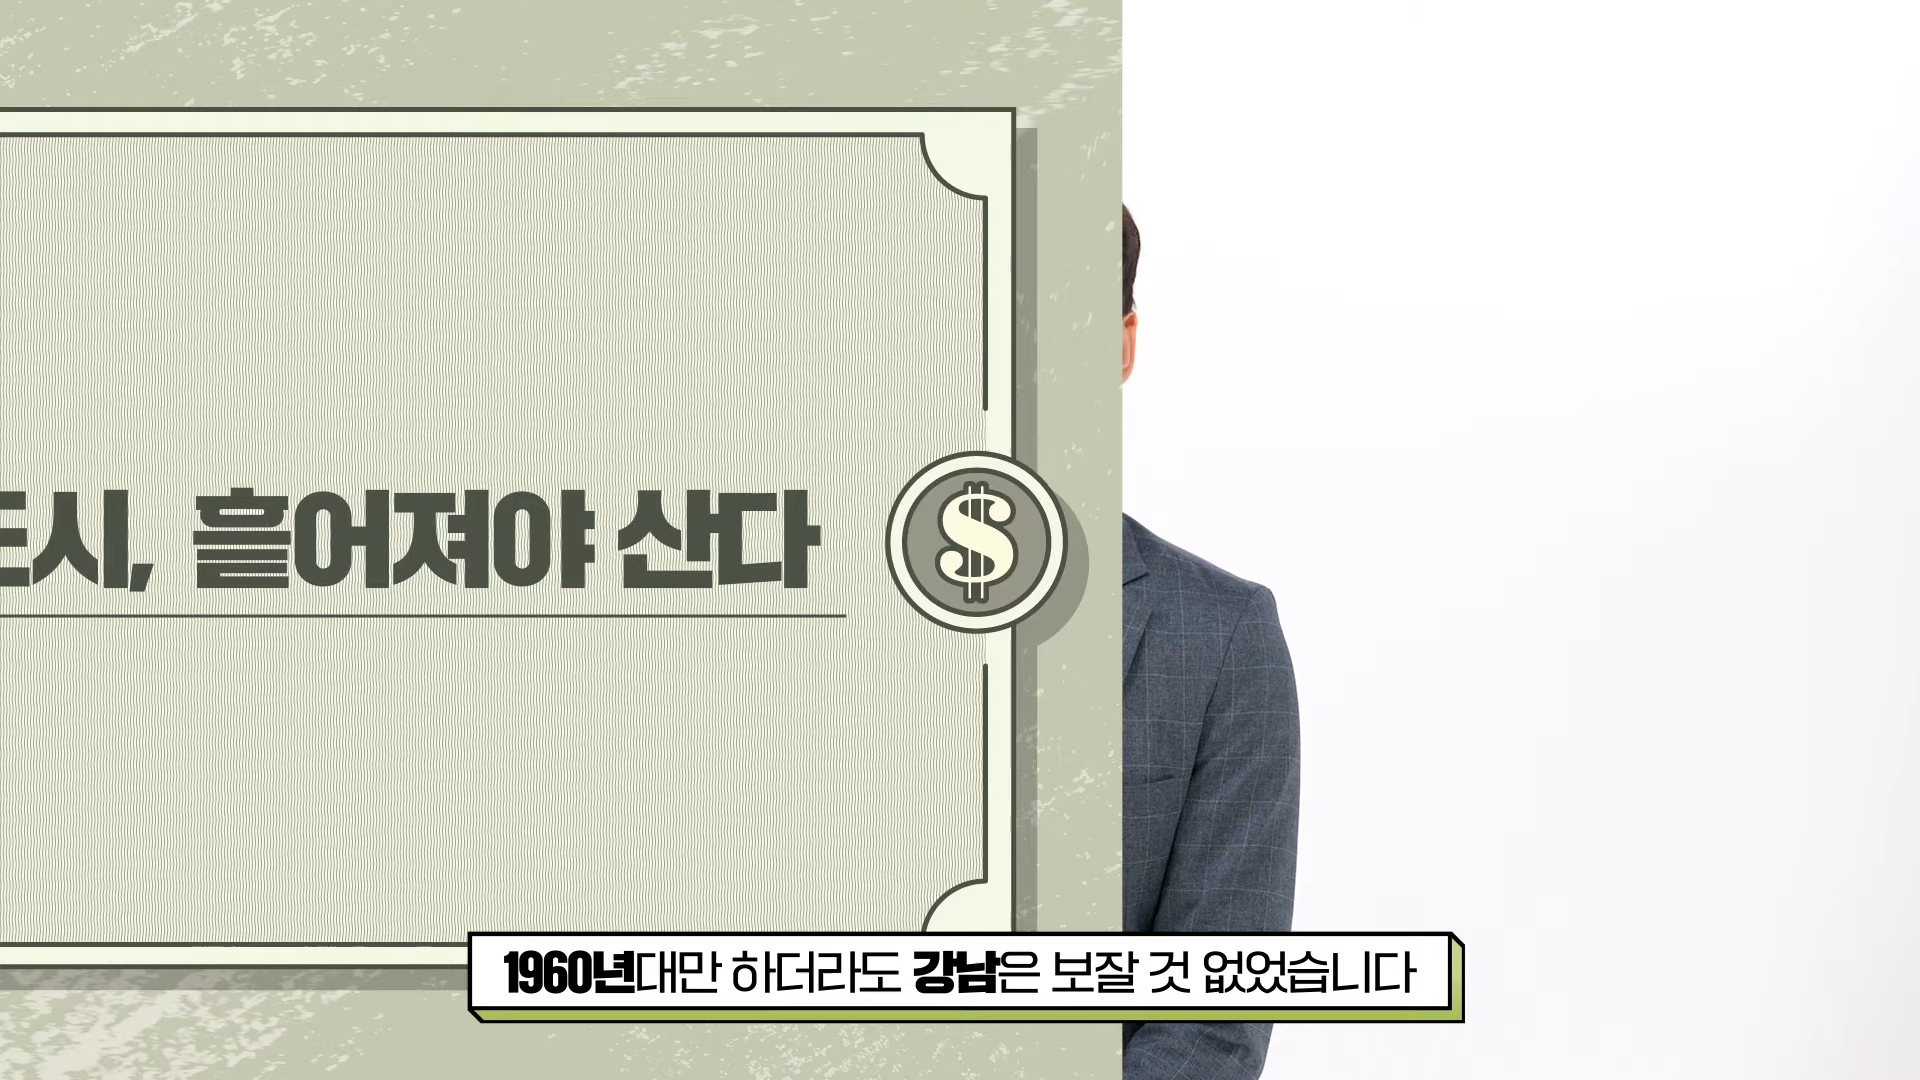 도시, 흩어져야 산다
$
1960년대만 하더라도 강남은 보잘 것 없었습니다